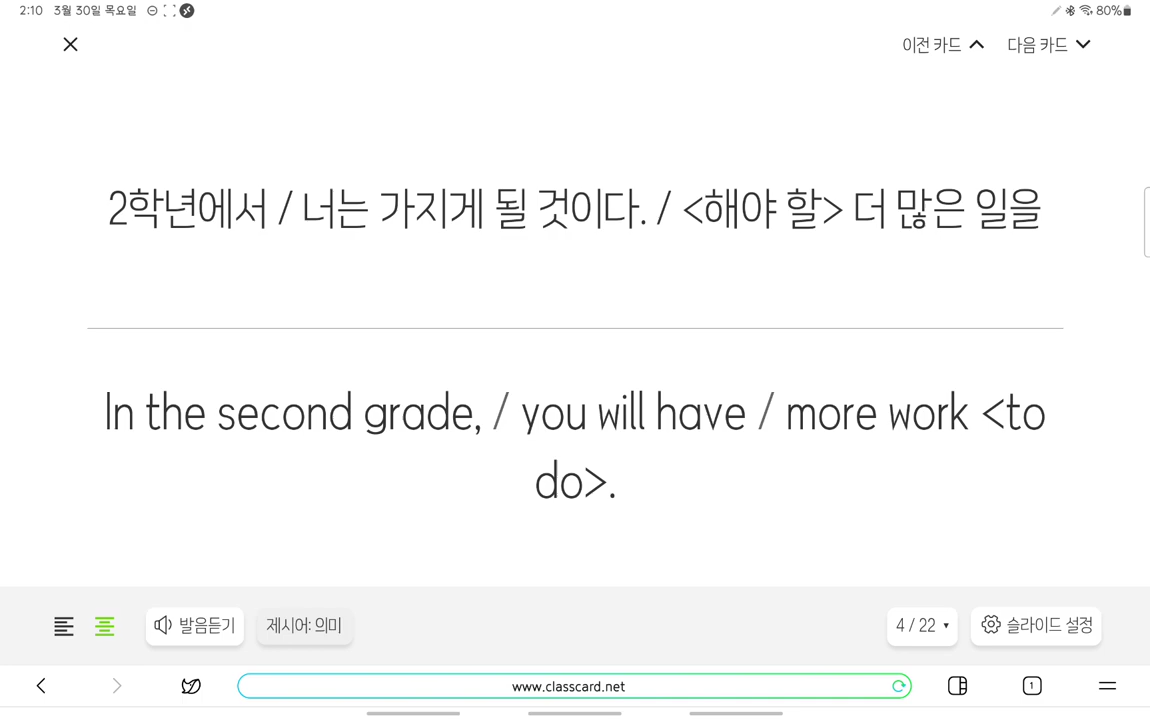 2:10 3월 30일 목요일 80%
이전 카드 다음 카드
2학년에서 / 너는 가지게 될 것이다. / <해야 할> 더 많은 일을
In the second grade, / you will have / more work <to
do>.
발음듣기 제시어: 의미 4 / 22 슬라이드 설정
www.classcard.net 1